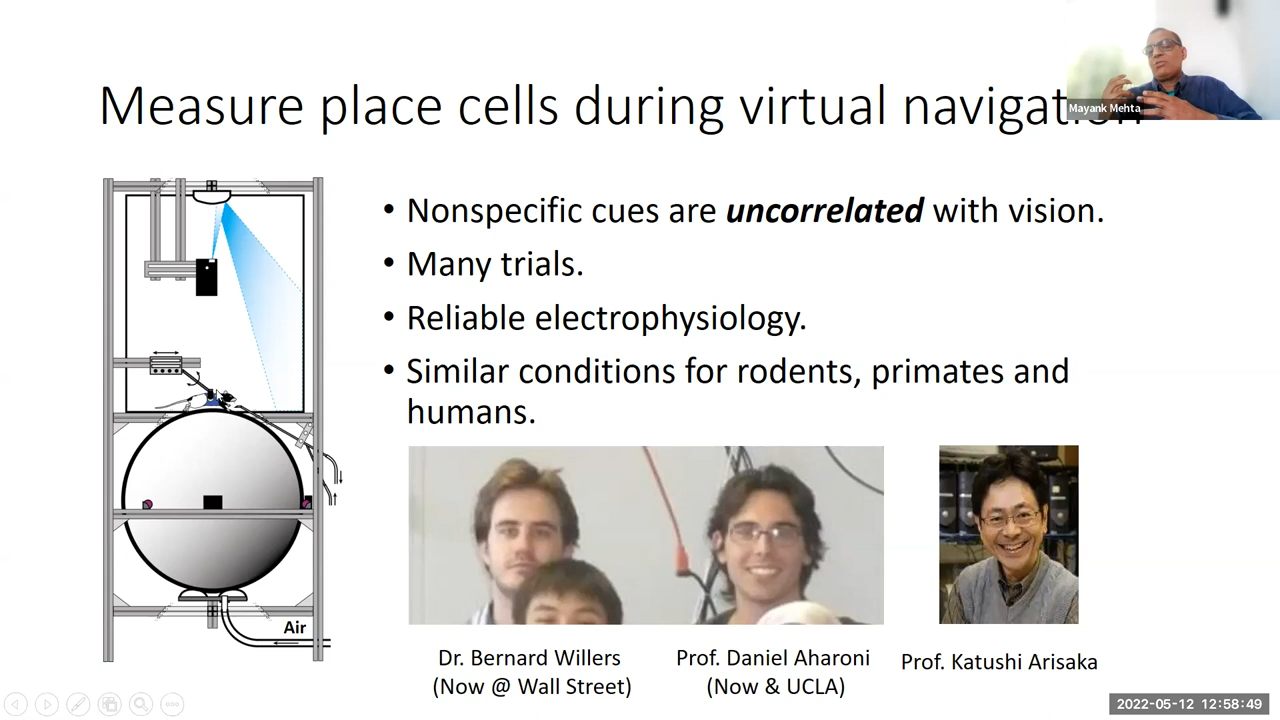 Measure place cells during virtual navigation
Mayank Mehta
• Nonspecific cues are uncorrelated with vision.
• Many trials.
• Reliable electrophysiology.
• Similar conditions for rodents, primates and
humans.
Air
Dr. Bernard Willers
(Now @ Wall Street)
Prof. Daniel Aharoni
(Now & UCLA)
Prof. Katushi Arisaka
2022-05-12 12:58:49